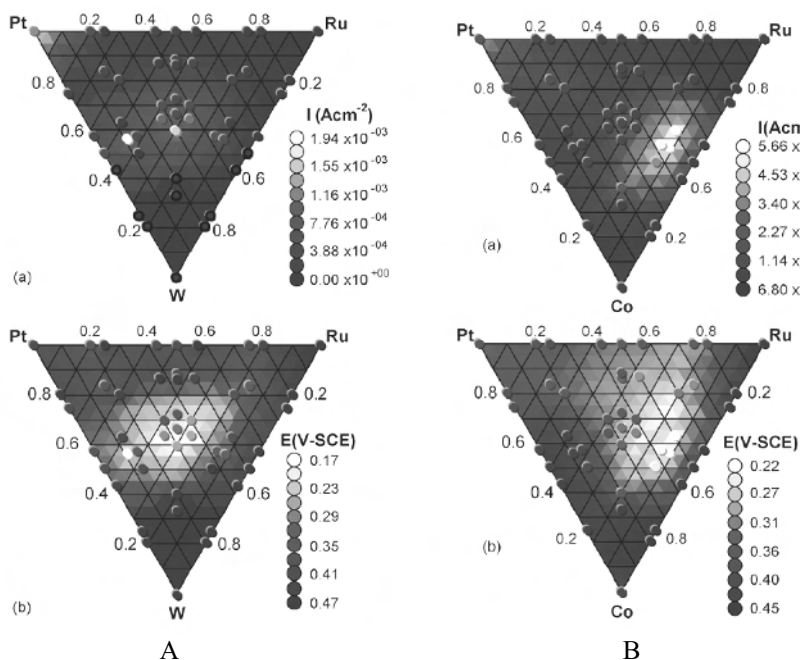 Pt 0.2 0.4 0.6 0.8 Ru
0.8 0.2
I (Acm-2)
0.6
1.94 x10-03
1.55 x10-03
0.4 0.6
1.16 x10-03
7.76 x10-04
0.2 0.8
3.88 x10-04
0.00 x10+00
(a)
W
Pt 0.2 0.4 0.6 0.8 Ru
0.8 0.2
0.6
E(V-SCE)
0.17
0.4 0.6
0.23
0.29
0.2 0.8
0.35
0.41
0.47
(b)
W
A
Pt 0.2 0.4 0.6 0.8 Ru
0.8 0.8
I(Acm
0.6
5.66 x
4.53 x
0.4 0.6
3.40 x
2.27 x
0.2 0.2
1.14 x
6.80 x
(a)
Co
Pt 0.2 0.4 0.6 0.8 Ru
0.8 0.2
0.6
E(V-SCE)
0.22
0.4 0.6
0.27
0.31
0.2 0.8
0.36
0.40
0.45
(b)
Co
B